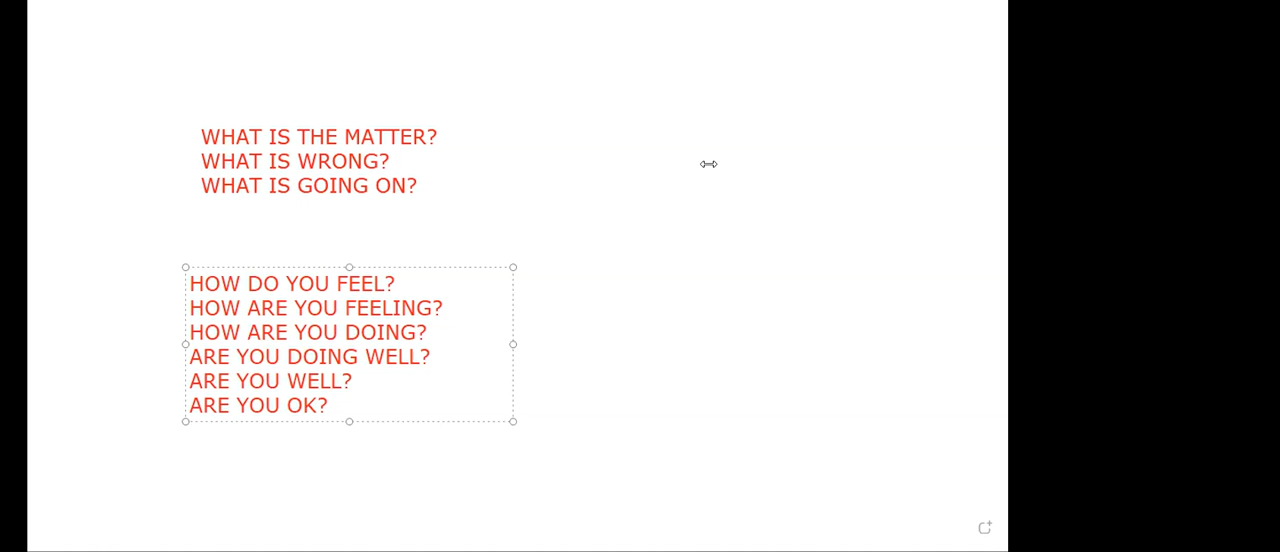 WHAT IS THE MATTER?
WHAT IS WRONG?
WHAT IS GOING ON?
HOW DO YOU FEEL?
HOW ARE YOU FEELING?
HOW ARE YOU DOING?
ARE YOU DOING WELL?
ARE YOU WELL?
ARE YOU OK?